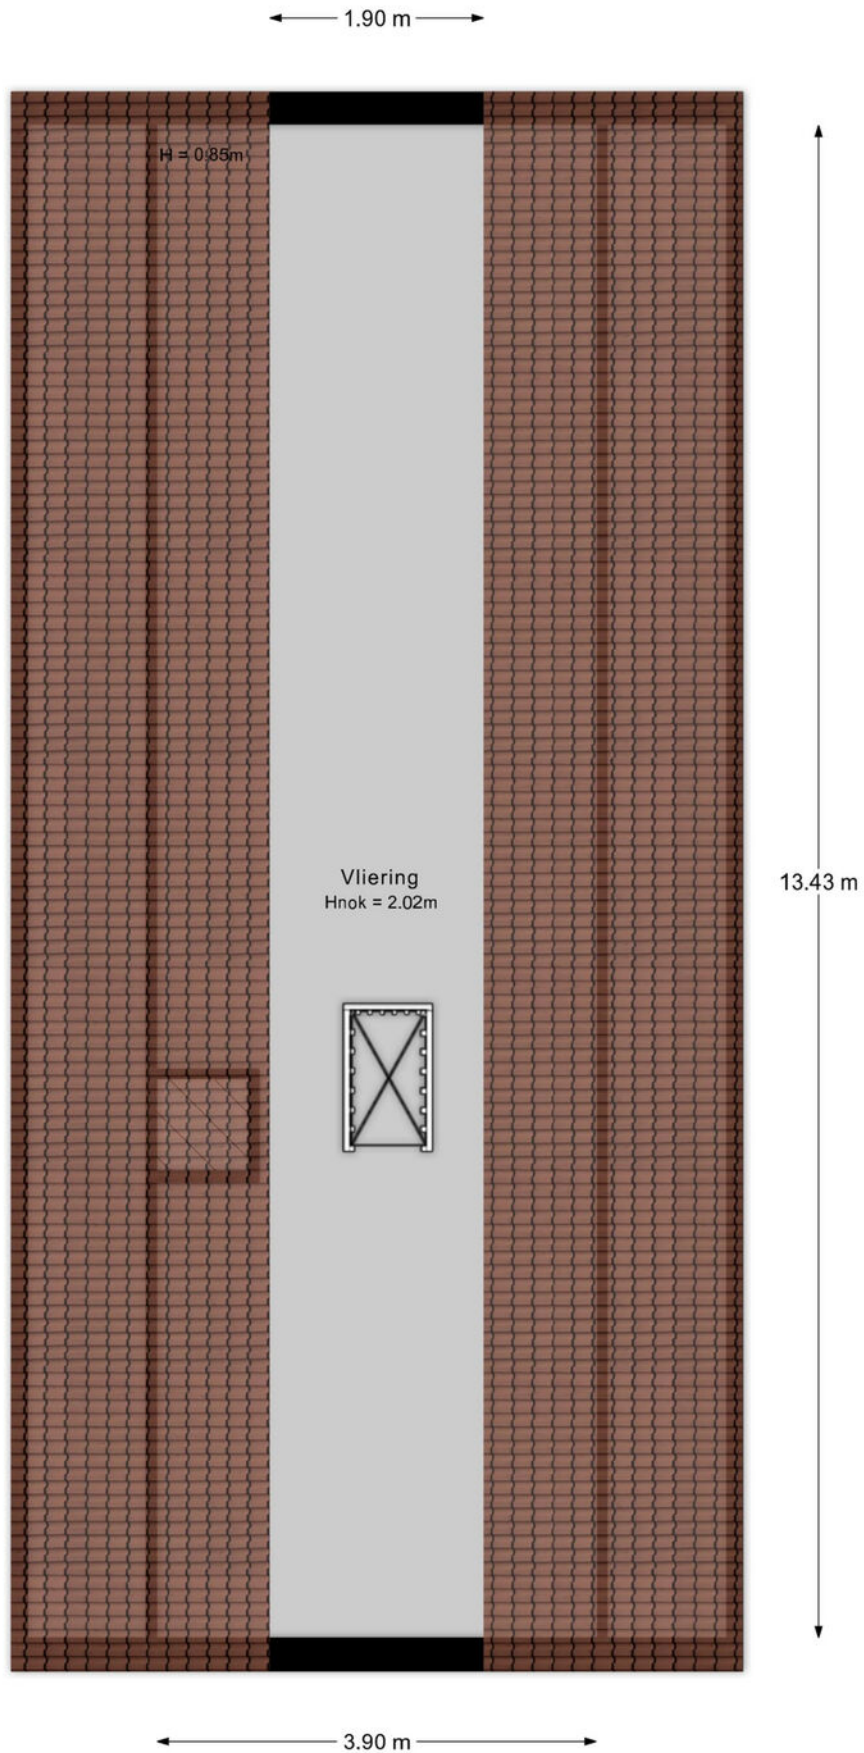 1.90 m
H = 0.85m
Vliering
Hnok = 2.02m
13.43 m
3.90 m